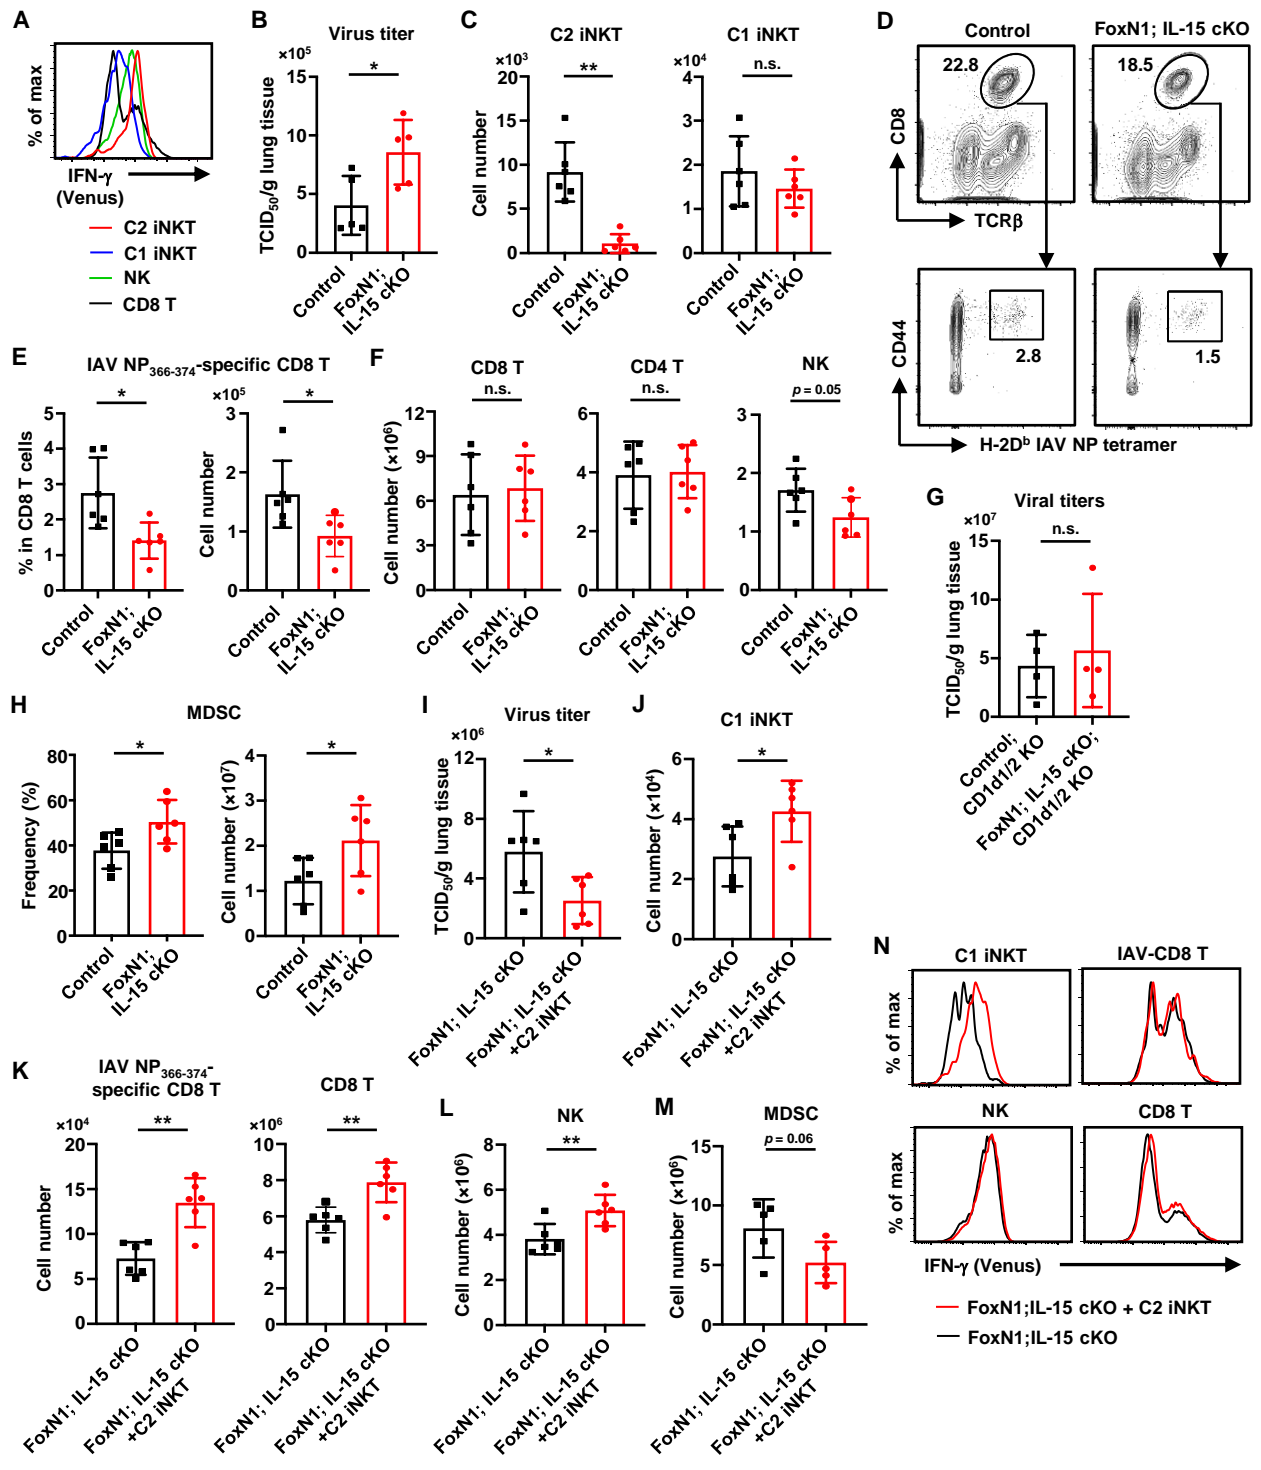 A
% of max
IFN-γ
(Venus)
C2 iNKT
C1 iNKT
NK
CD8 T
B
Virus titer
×10⁵
*
TCID₅₀/g lung tissue
15
10
5
0
Control
FoxN1;
IL-15 cKO
C
C2 iNKT
×10³
**
Cell number
20
15
10
5
0
Control
FoxN1;
IL-15 cKO
C1 iNKT
×10⁴
n.s.
4
3
2
1
0
Control
FoxN1;
IL-15 cKO
D
Control
FoxN1; IL-15 cKO
22.8
18.5
CD8
TCRβ
2.8
1.5
CD44
H-2Dᵇ IAV NP tetramer
E
IAV NP₃₆₆₋₃₇₄-specific CD8 T
*
% in CD8 T cells
5
4
3
2
1
0
Control
FoxN1;
IL-15 cKO
×10⁵
*
Cell number
3
2
1
0
Control
FoxN1;
IL-15 cKO
F
CD8 T
n.s.
Cell number (×10⁶)
12
9
6
3
0
Control
FoxN1;
IL-15 cKO
CD4 T
n.s.
6
4
2
0
Control
FoxN1;
IL-15 cKO
NK
p = 0.05
3
2
1
0
Control
FoxN1;
IL-15 cKO
G
Viral titers
×10⁷
n.s.
TCID₅₀/g lung tissue
15
10
5
0
Control;
CD1d1/2 KO
FoxN1; IL-15 cKO;
CD1d1/2 KO
H
MDSC
*
Frequency (%)
80
60
40
20
0
Control
FoxN1;
IL-15 cKO
*
Cell number (×10⁷)
4
3
2
1
0
Control
FoxN1;
IL-15 cKO
I
Virus titer
×10⁶
*
TCID₅₀/g lung tissue
12
8
4
0
FoxN1; IL-15 cKO
FoxN1; IL-15 cKO
+C2 iNKT
J
C1 iNKT
*
Cell number (×10⁴)
6
4
2
0
FoxN1; IL-15 cKO
FoxN1; IL-15 cKO
+C2 iNKT
K
IAV NP₃₆₆₋₃₇₄-
specific CD8 T
×10⁴
**
Cell number
20
15
10
5
0
FoxN1; IL-15 cKO
FoxN1; IL-15 cKO
+C2 iNKT
CD8 T
×10⁶
**
10
8
6
4
2
0
FoxN1; IL-15 cKO
FoxN1; IL-15 cKO
+C2 iNKT
L
NK
**
Cell number (×10⁶)
8
6
4
2
0
FoxN1; IL-15 cKO
FoxN1; IL-15 cKO
+C2 iNKT
M
MDSC
p = 0.06
Cell number (×10⁶)
15
10
5
0
FoxN1; IL-15 cKO
FoxN1; IL-15 cKO
+C2 iNKT
N
C1 iNKT
IAV-CD8 T
% of max
NK
CD8 T
% of max
IFN-γ (Venus)
FoxN1;IL-15 cKO + C2 iNKT
FoxN1;IL-15 cKO